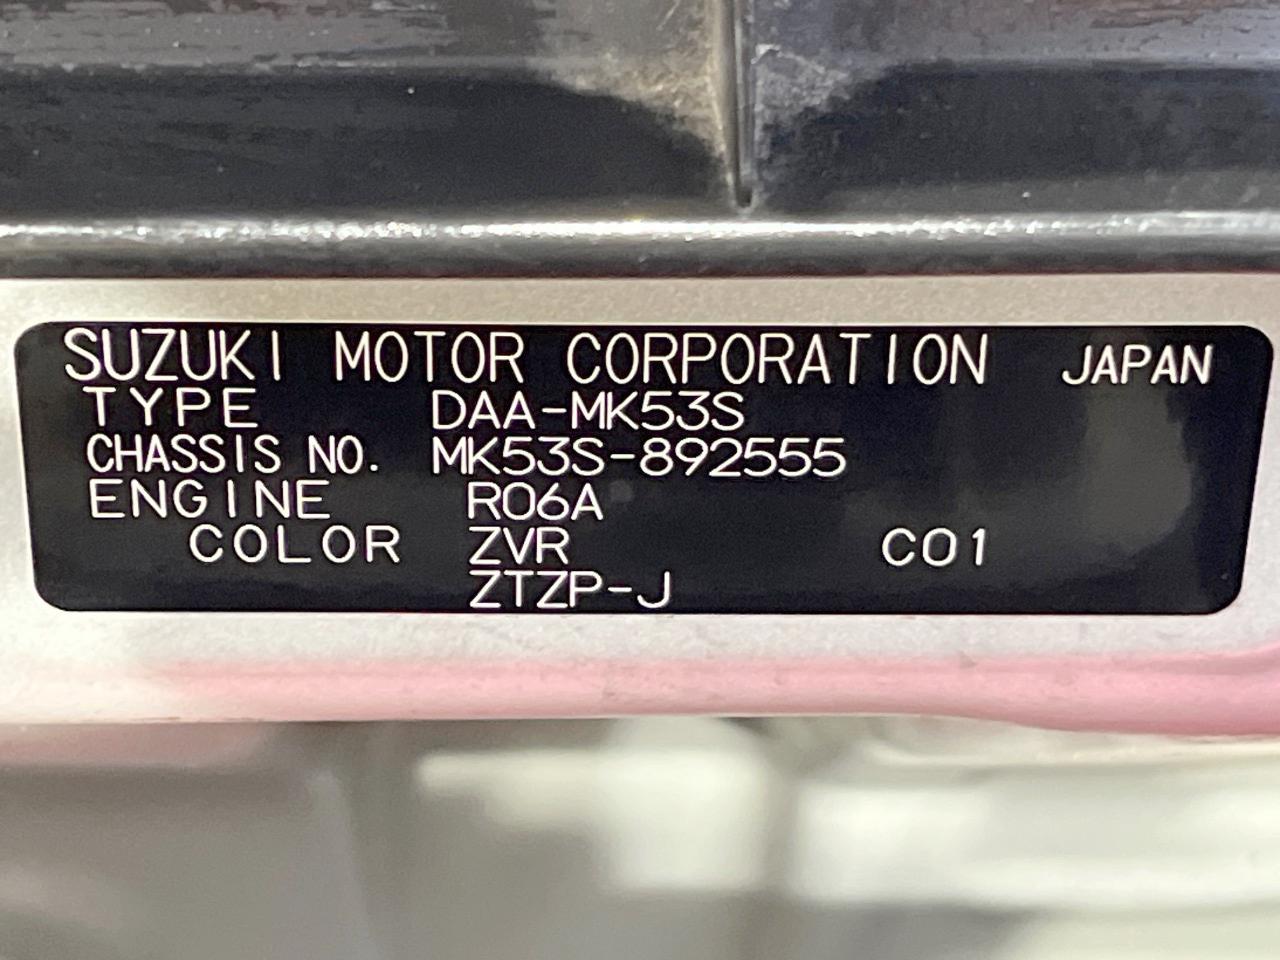 SUZUKI MOTOR CORPORATION JAPAN
TYPE DAA-MK53S
CHASSIS NO. MK53S-892555
ENGINE R06A
COLOR ZVR C01
ZTZP-J